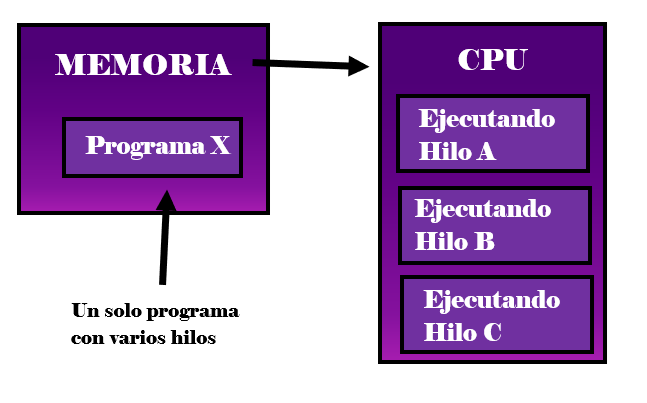 MEMORIA
Programa X
Un solo programa
con varios hilos
CPU
Ejecutando
Hilo A
Ejecutando
Hilo B
Ejecutando
Hilo C